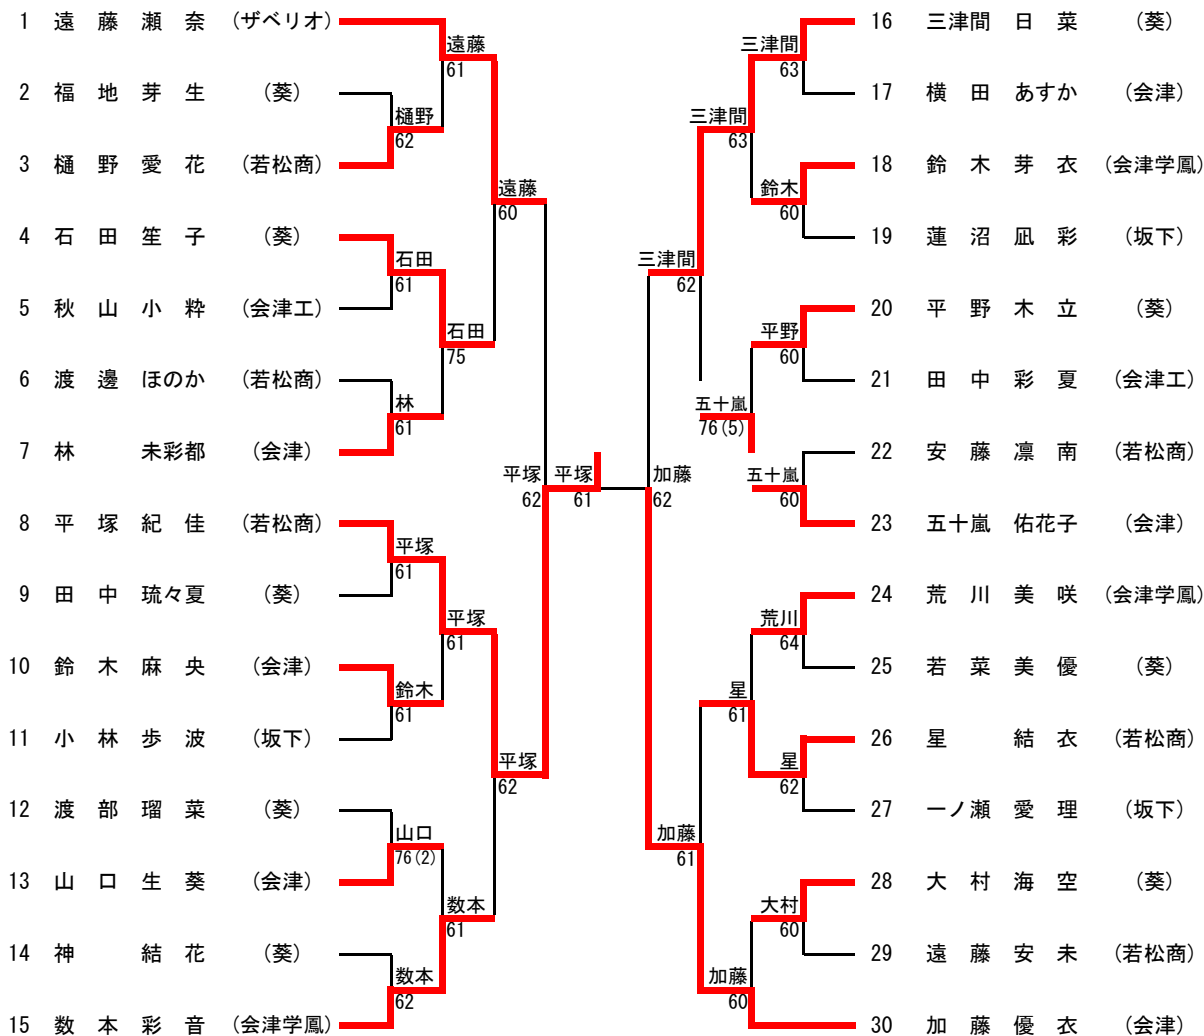 1 遠藤瀬奈 (ザベリオ)
2 福地芽生 (葵)
3 樋野愛花 (若松商)
4 石田笙子 (葵)
5 秋山小粋 (会津工)
6 渡邊ほのか (若松商)
7 林 未彩都 (会津)
8 平塚紀佳 (若松商)
9 田中琉々夏 (葵)
10 鈴木麻央 (会津)
11 小林歩波 (坂下)
12 渡部瑠菜 (葵)
13 山口生葵 (会津)
14 神 結花 (葵)
15 数本彩音 (会津学鳳)
樋野
62
石田
61
林
61
平塚
61
鈴木
61
山口
76(2)
数本
62
遠藤
61
石田
75
平塚
61
数本
61
遠藤
60
平塚
62
平塚
62
平塚
61
加藤
62
三津間
62
加藤
61
三津間
63
五十嵐
76(5)
星
61
加藤
60
三津間
63
鈴木
60
平野
60
五十嵐
60
荒川
64
星
62
大村
60
16 三津間日菜 (葵)
17 横田あすか (会津)
18 鈴木芽衣 (会津学鳳)
19 蓮沼凪彩 (坂下)
20 平野木立 (葵)
21 田中彩夏 (会津工)
22 安藤凛南 (若松商)
23 五十嵐佑花子 (会津)
24 荒川美咲 (会津学鳳)
25 若菜美優 (葵)
26 星 結衣 (若松商)
27 一ノ瀬愛理 (坂下)
28 大村海空 (葵)
29 遠藤安未 (若松商)
30 加藤優衣 (会津)